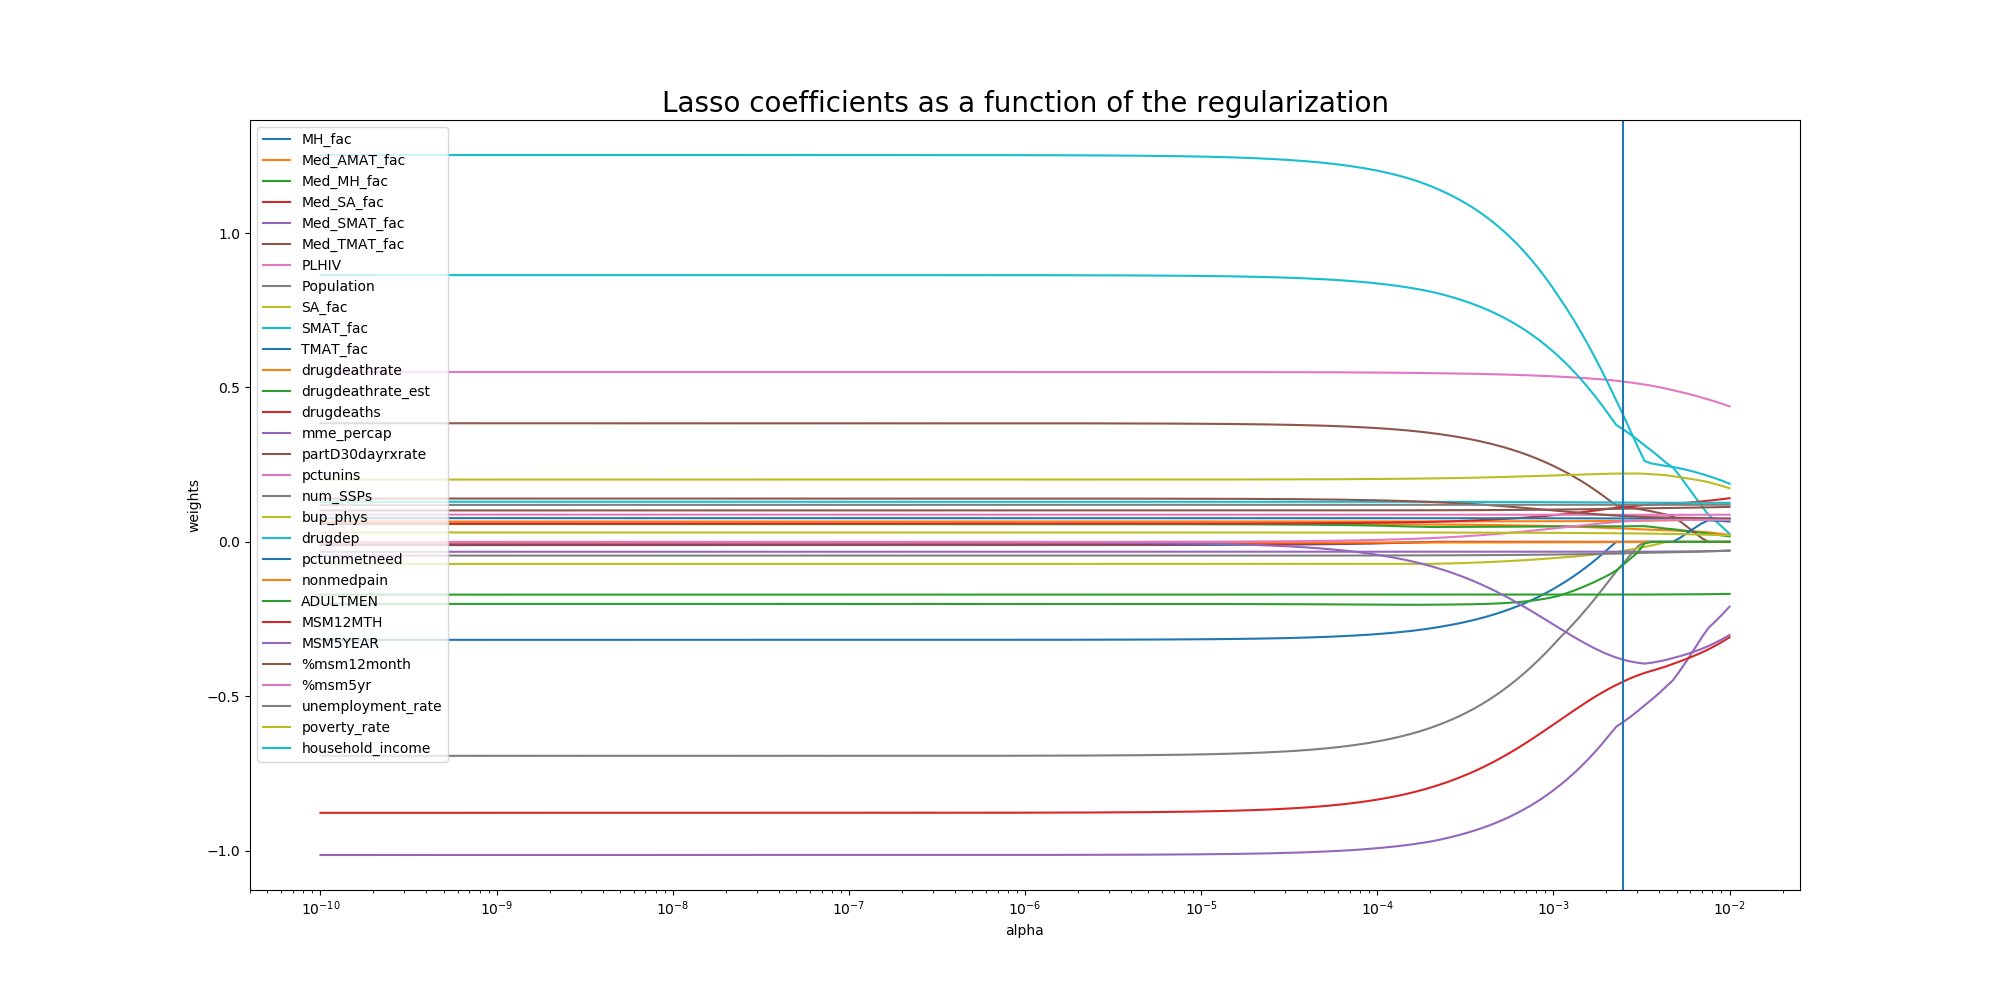 Lasso coefficients as a function of the regularization
MH_fac
Med_AMAT_fac
Med_MH_fac
Med_SA_fac
Med_SMAT_fac
Med_TMAT_fac
PLHIV
Population
SA_fac
SMAT_fac
TMAT_fac
drugdeathrate
drugdeathrate_est
drugdeaths
mme_percap
partD30dayrxrate
pctunins
num_SSPs
bup_phys
drugdep
pctunmetneed
nonmedpain
ADULTMEN
MSM12MTH
MSM5YEAR
%msm12month
%msm5yr
unemployment_rate
poverty_rate
household_income
weights
1.0
0.5
0.0
−0.5
−1.0
10⁻¹⁰ 10⁻⁹ 10⁻⁸ 10⁻⁷ 10⁻⁶ 10⁻⁵ 10⁻⁴ 10⁻³ 10⁻²
alpha